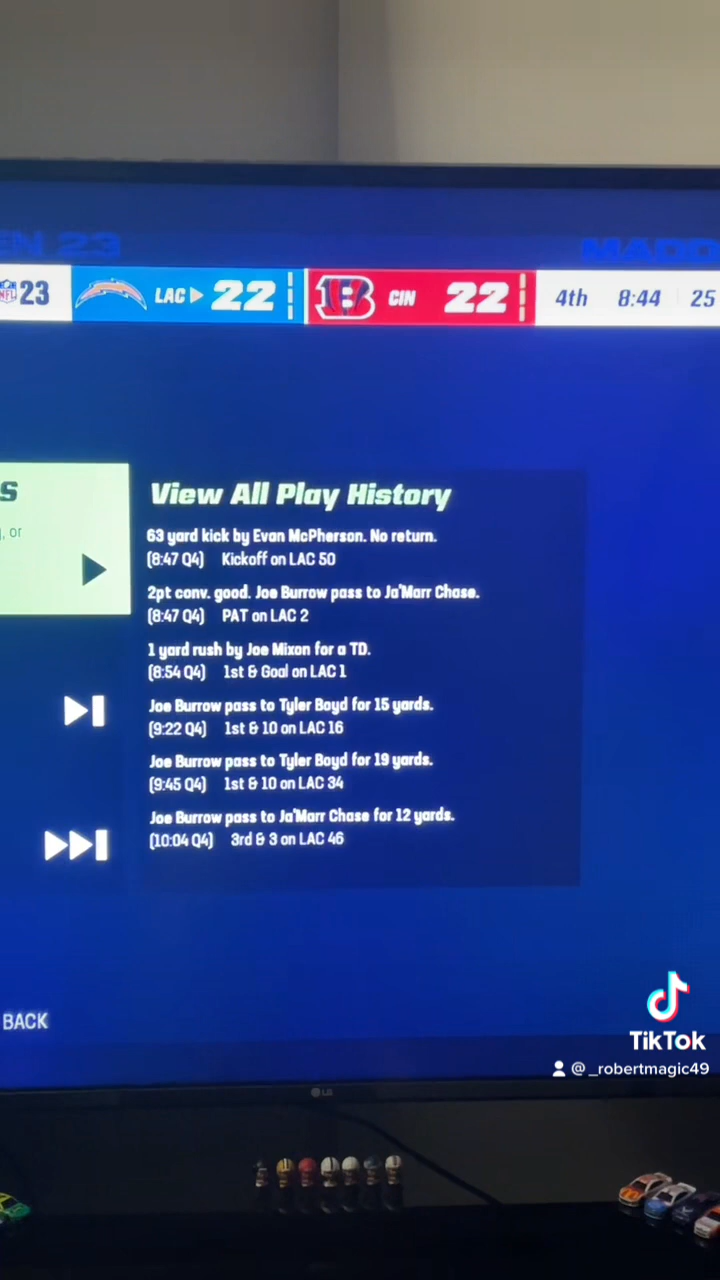 EN 23
MADD
NFL 23 LAC 22 CIN 22 4th 8:44 25
S
, or
View All Play History
63 yard kick by Evan McPherson. No return.
(8:47 Q4) Kickoff on LAC 50
2pt conv. good. Joe Burrow pass to Ja'Marr Chase.
(8:47 Q4) PAT on LAC 2
1 yard rush by Joe Mixon for a TD.
(8:54 Q4) 1st & Goal on LAC 1
Joe Burrow pass to Tyler Boyd for 15 yards.
(9:22 Q4) 1st & 10 on LAC 16
Joe Burrow pass to Tyler Boyd for 19 yards.
(9:45 Q4) 1st & 10 on LAC 34
Joe Burrow pass to Ja'Marr Chase for 12 yards.
(10:04 Q4) 3rd & 3 on LAC 46
BACK
TikTok
@_robertmagic49
LG